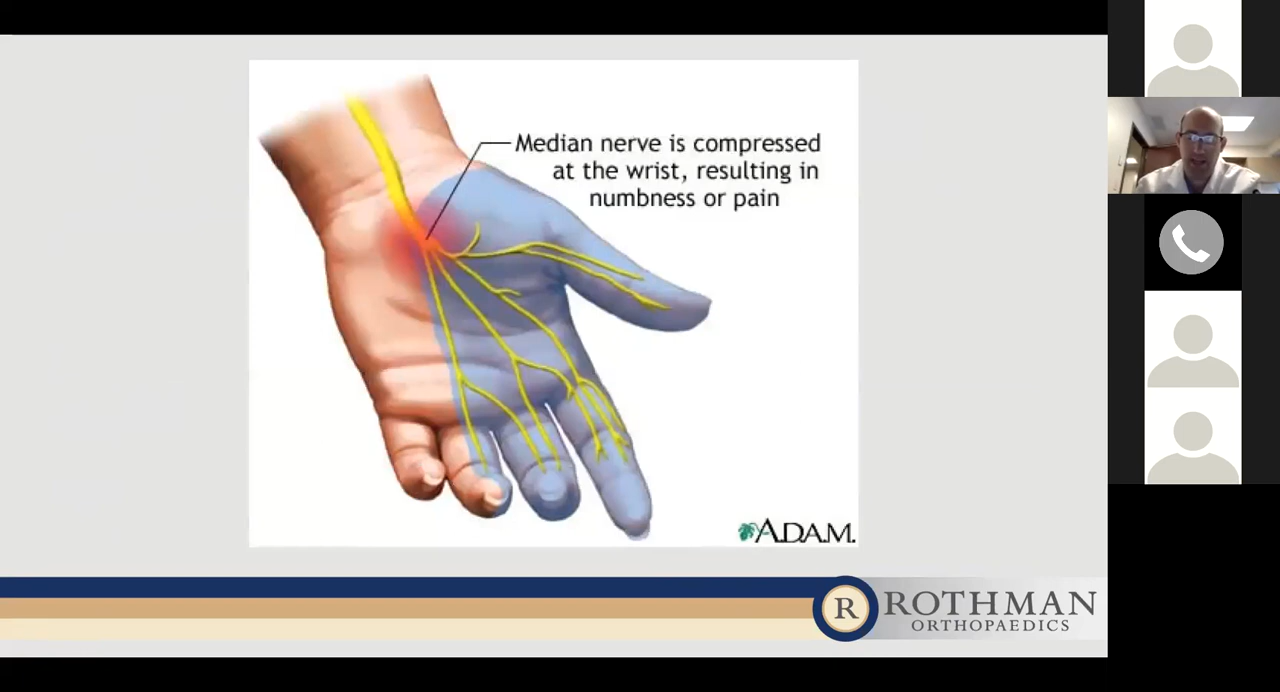 Median nerve is compressed
at the wrist, resulting in
numbness or pain
A.D.A.M.
R
ROTHMAN
ORTHOPAEDICS